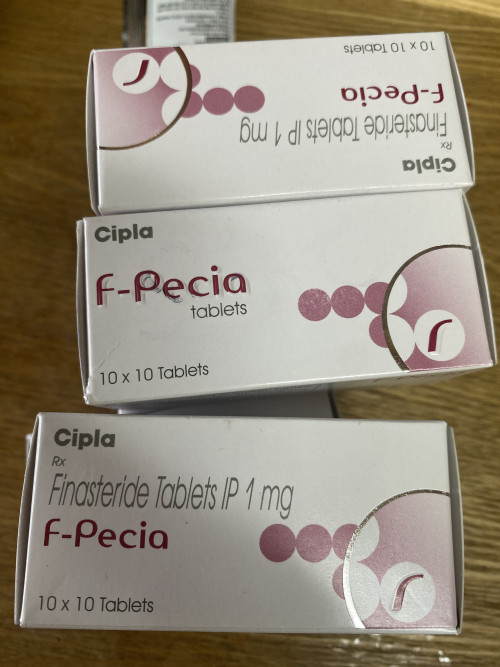 10 x 10 Tablets
F-Pecia
Finasteride Tablets IP 1 mg
Rx
Cipla
Cipla
F-Pecia
tablets
10 x 10 Tablets
Cipla
Rx
Finasteride Tablets IP 1 mg
F-Pecia
10 x 10 Tablets